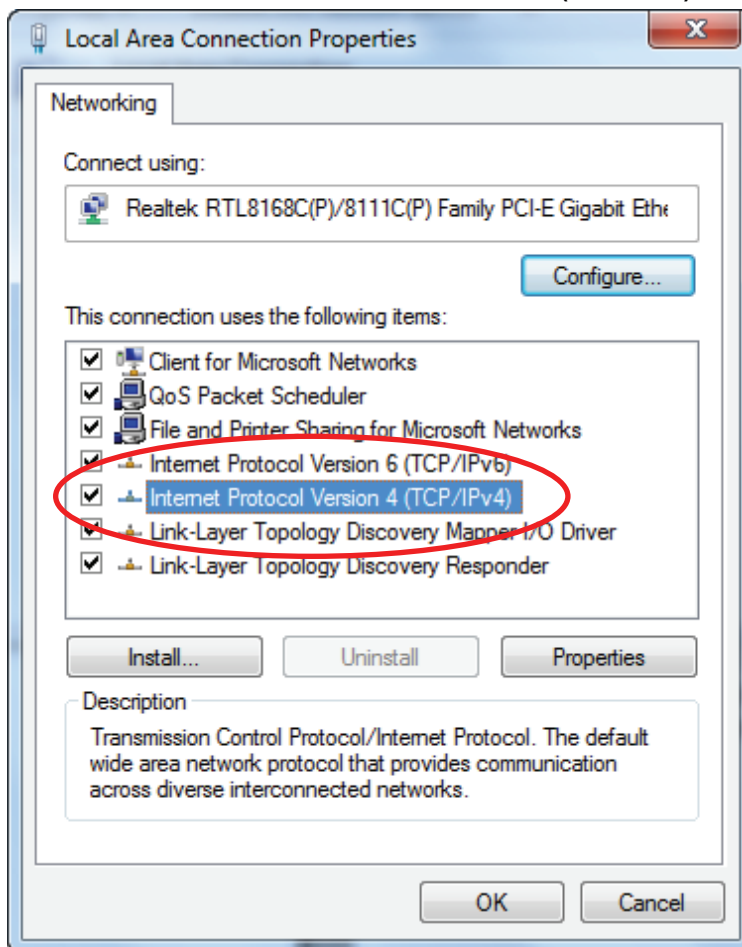 Local Area Connection Properties
Networking
Connect using:
Realtek RTL8168C(P)/8111C(P) Family PCI-E Gigabit Ethe
Configure...
This connection uses the following items:
Client for Microsoft Networks
QoS Packet Scheduler
File and Printer Sharing for Microsoft Networks
Internet Protocol Version 6 (TCP/IPv6)
Internet Protocol Version 4 (TCP/IPv4)
Link-Layer Topology Discovery Mapper I/O Driver
Link-Layer Topology Discovery Responder
Install...
Uninstall
Properties
Description
Transmission Control Protocol/Internet Protocol. The default
wide area network protocol that provides communication
across diverse interconnected networks.
OK
Cancel